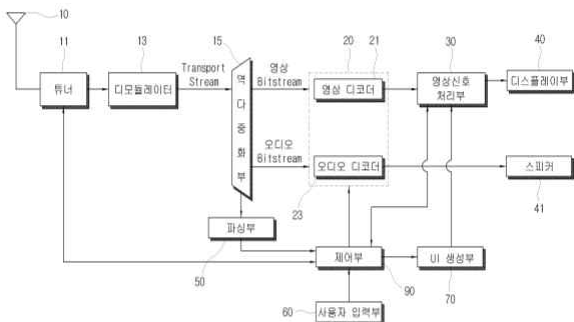 10
11
튜너
13
디모듈레이터
Transport
Stream
15
역다중화부
영상
Bitstream
오디오
Bitstream
20
21
영상 디코더
오디오 디코더
23
30
영상신호
처리부
40
디스플레이부
스피커
41
파싱부
50
제어부
90
UI 생성부
70
60
사용자 입력부